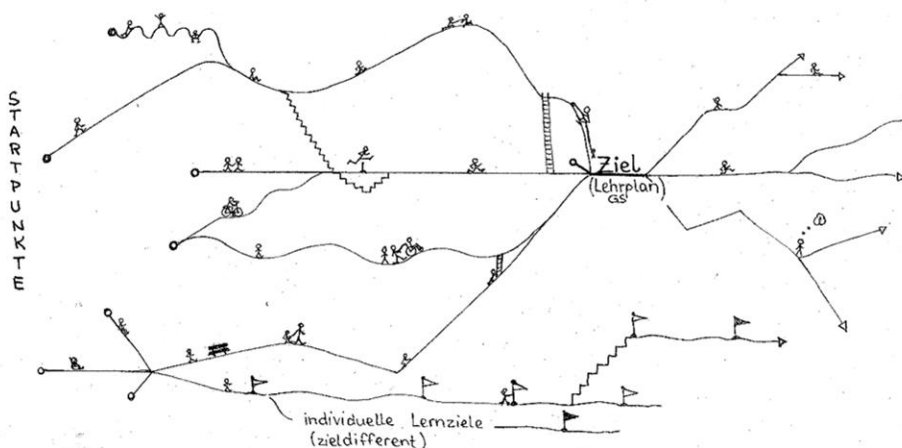 STARTPUNKTE
Ziel
(Lehrplan)
GS
individuelle Lernziele
(zieldifferent)